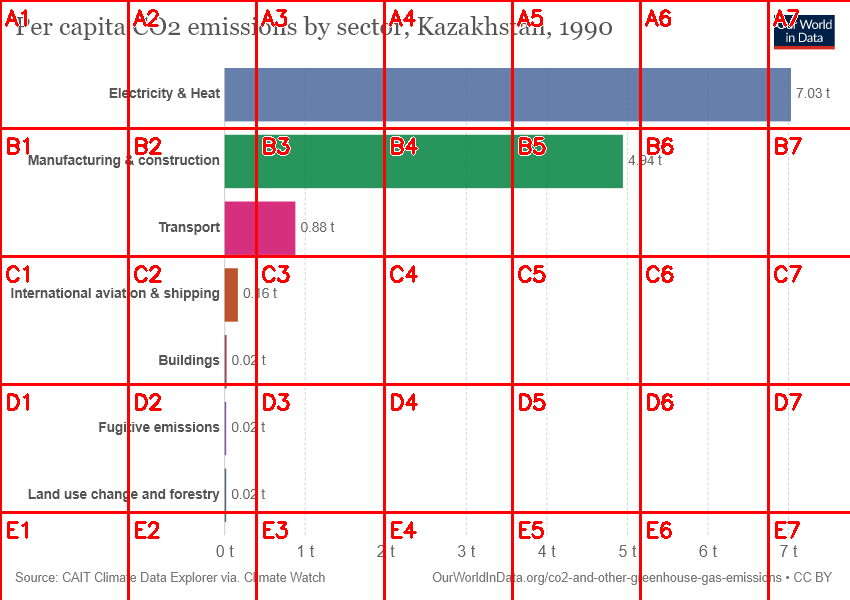 Per capita CO2 emissions by sector, Kazakhstan, 1990
Our World
in Data
Electricity & Heat 7.03 t
Manufacturing & construction 4.94 t
Transport 0.88 t
International aviation & shipping 0.16 t
Buildings 0.02 t
Fugitive emissions 0.02 t
Land use change and forestry 0.02 t
0 t 1 t 2 t 3 t 4 t 5 t 6 t 7 t
Source: CAIT Climate Data Explorer via. Climate Watch
OurWorldInData.org/co2-and-other-greenhouse-gas-emissions • CC BY
A1 A2 A3 A4 A5 A6 A7
B1 B2 B3 B4 B5 B6 B7
C1 C2 C3 C4 C5 C6 C7
D1 D2 D3 D4 D5 D6 D7
E1 E2 E3 E4 E5 E6 E7